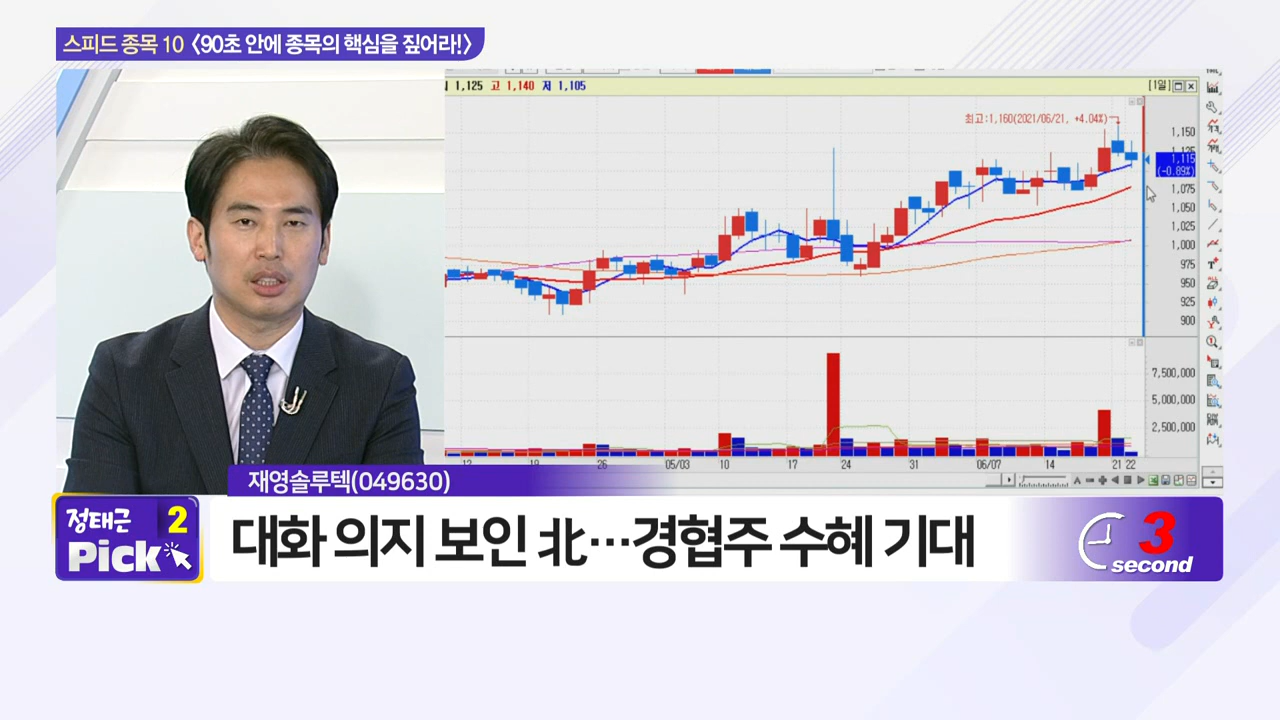 스피드 종목 10 <90초 안에 종목의 핵심을 짚어라!>
1,125 고 1,140 저 1,105
[1일]
최고:1,160(2021/06/21, +4.04%)
1,150
1,125
1,115
(-0.89%)
1,075
1,050
1,025
1,000
975
950
925
900
7,500,000
5,000,000
2,500,000
12 19 26 05/03 10 17 24 31 06/07 14 21 22
재영솔루텍(049630)
정태근 2
Pick
대화 의지 보인 北…경협주 수혜 기대
3
second